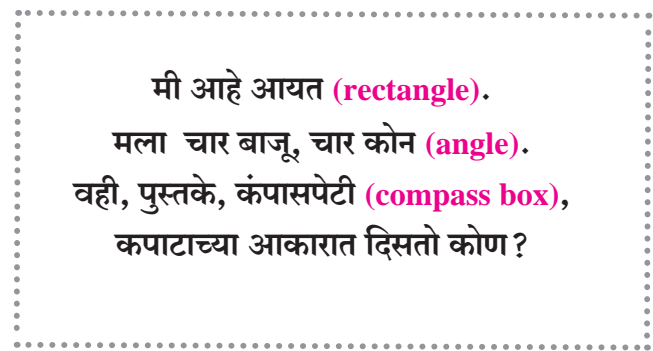 मी आहे आयत (rectangle).
मला चार बाजू, चार कोन (angle).
वही, पुस्तके, कंपासपेटी (compass box),
कपाटाच्या आकारात दिसतो कोण?